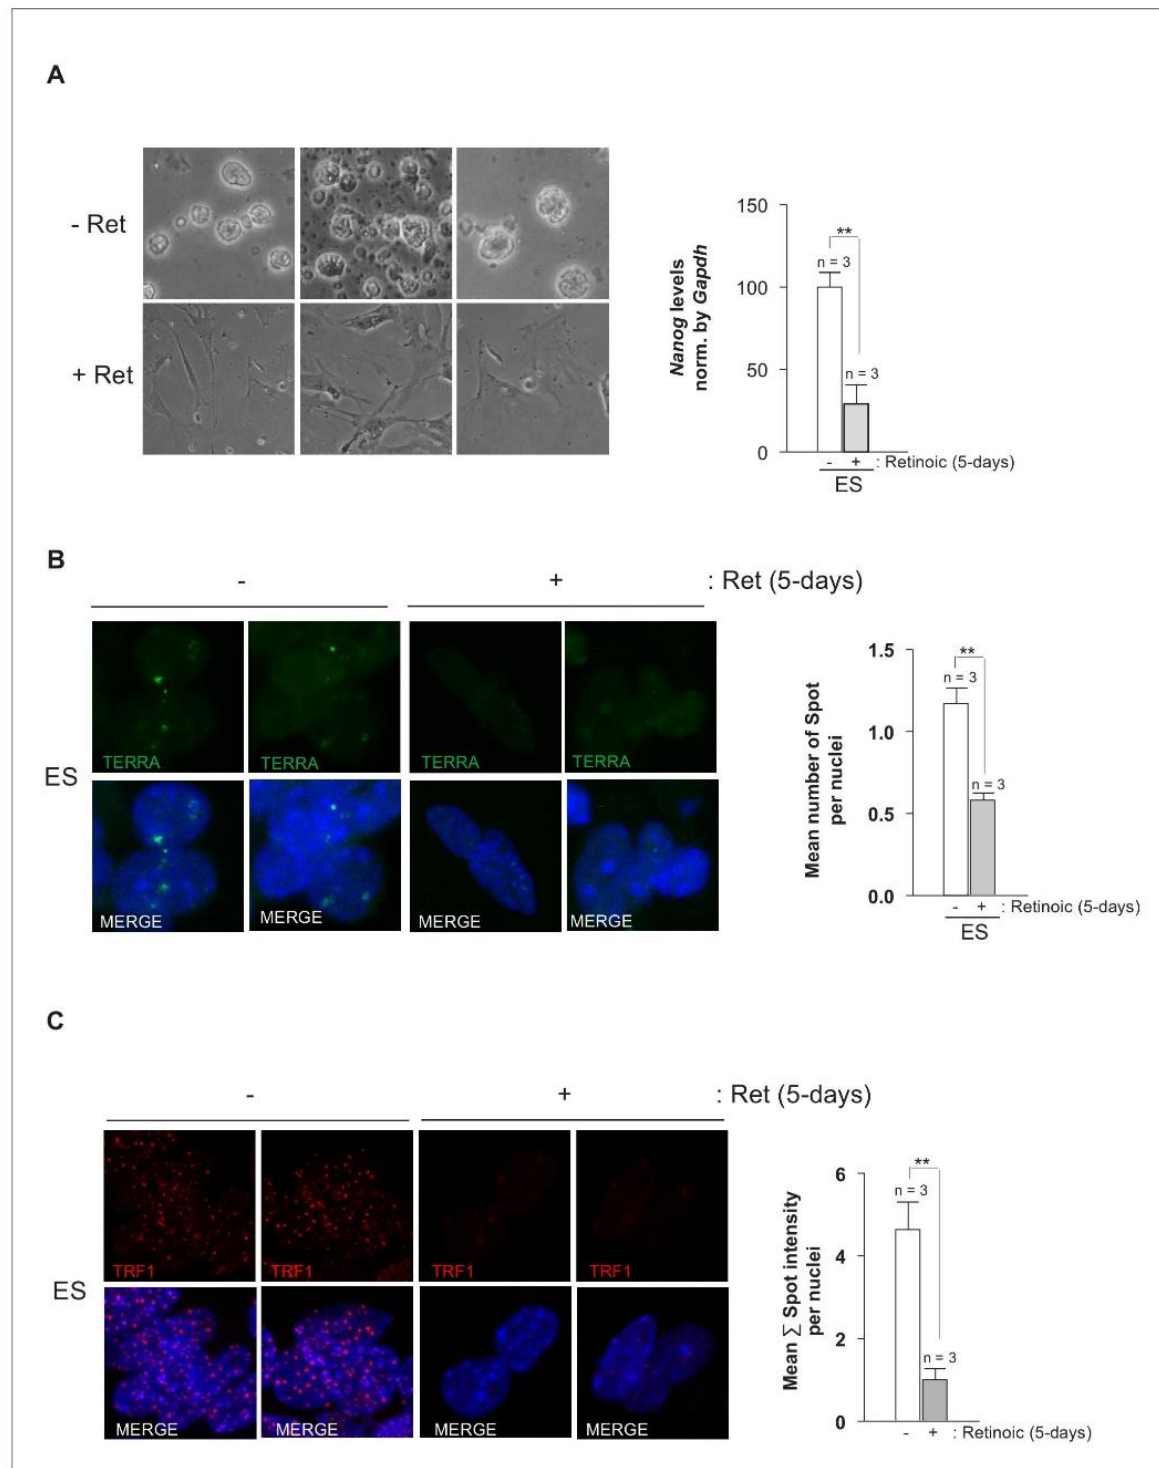 A
- Ret
+ Ret
Nanog levels
norm. by Gapdh
150
100
50
0
**
n = 3
n = 3
- + : Retinoic (5-days)
ES
B
- + : Ret (5-days)
ES
TERRA
TERRA
TERRA
TERRA
MERGE
MERGE
MERGE
MERGE
Mean number of Spot
per nuclei
1.5
1.0
0.5
0.0
**
n = 3
n = 3
- + : Retinoic (5-days)
ES
C
- + : Ret (5-days)
ES
TRF1
TRF1
TRF1
TRF1
MERGE
MERGE
MERGE
MERGE
Mean ∑ Spot intensity
per nuclei
6
4
2
0
**
n = 3
n = 3
- + : Retinoic (5-days)